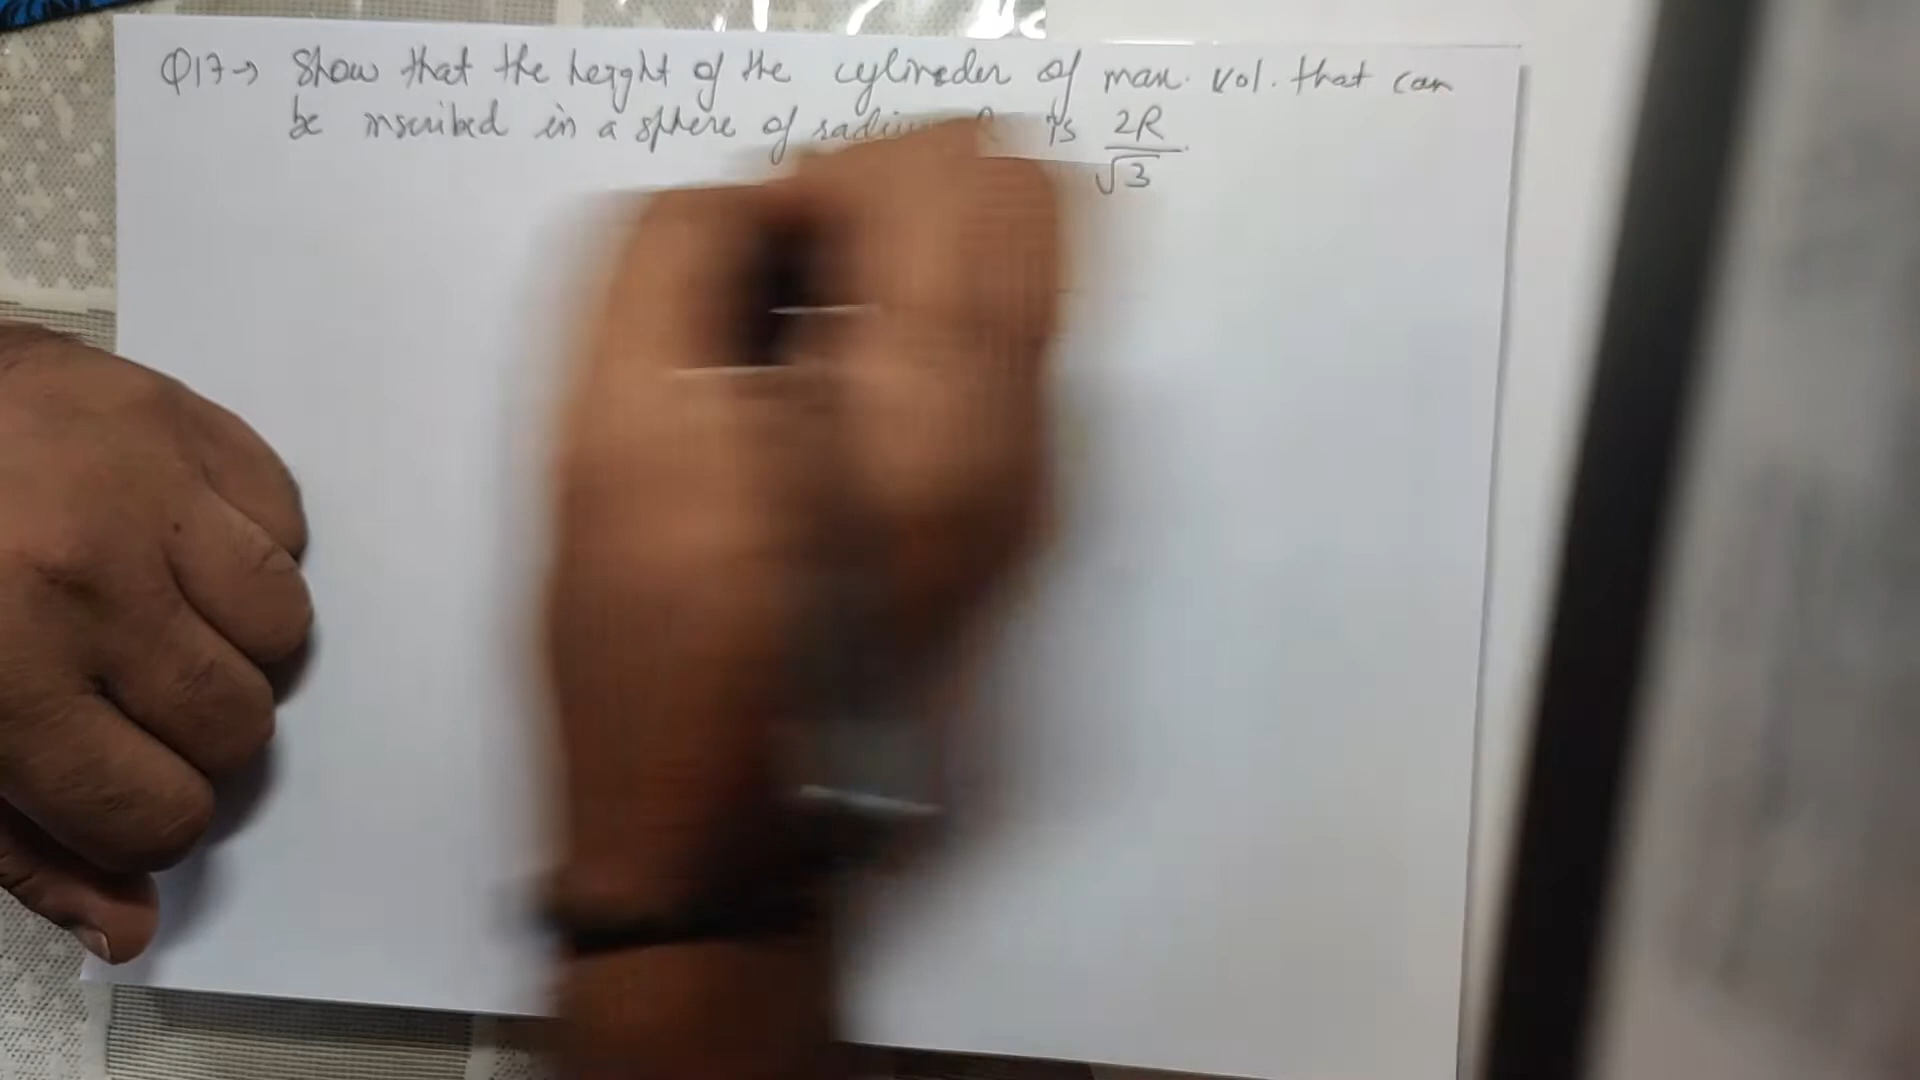 Q17→ Show that the height of the cylinder of max. vol. that can
be inscribed in a sphere of radius R is 2R/√3.